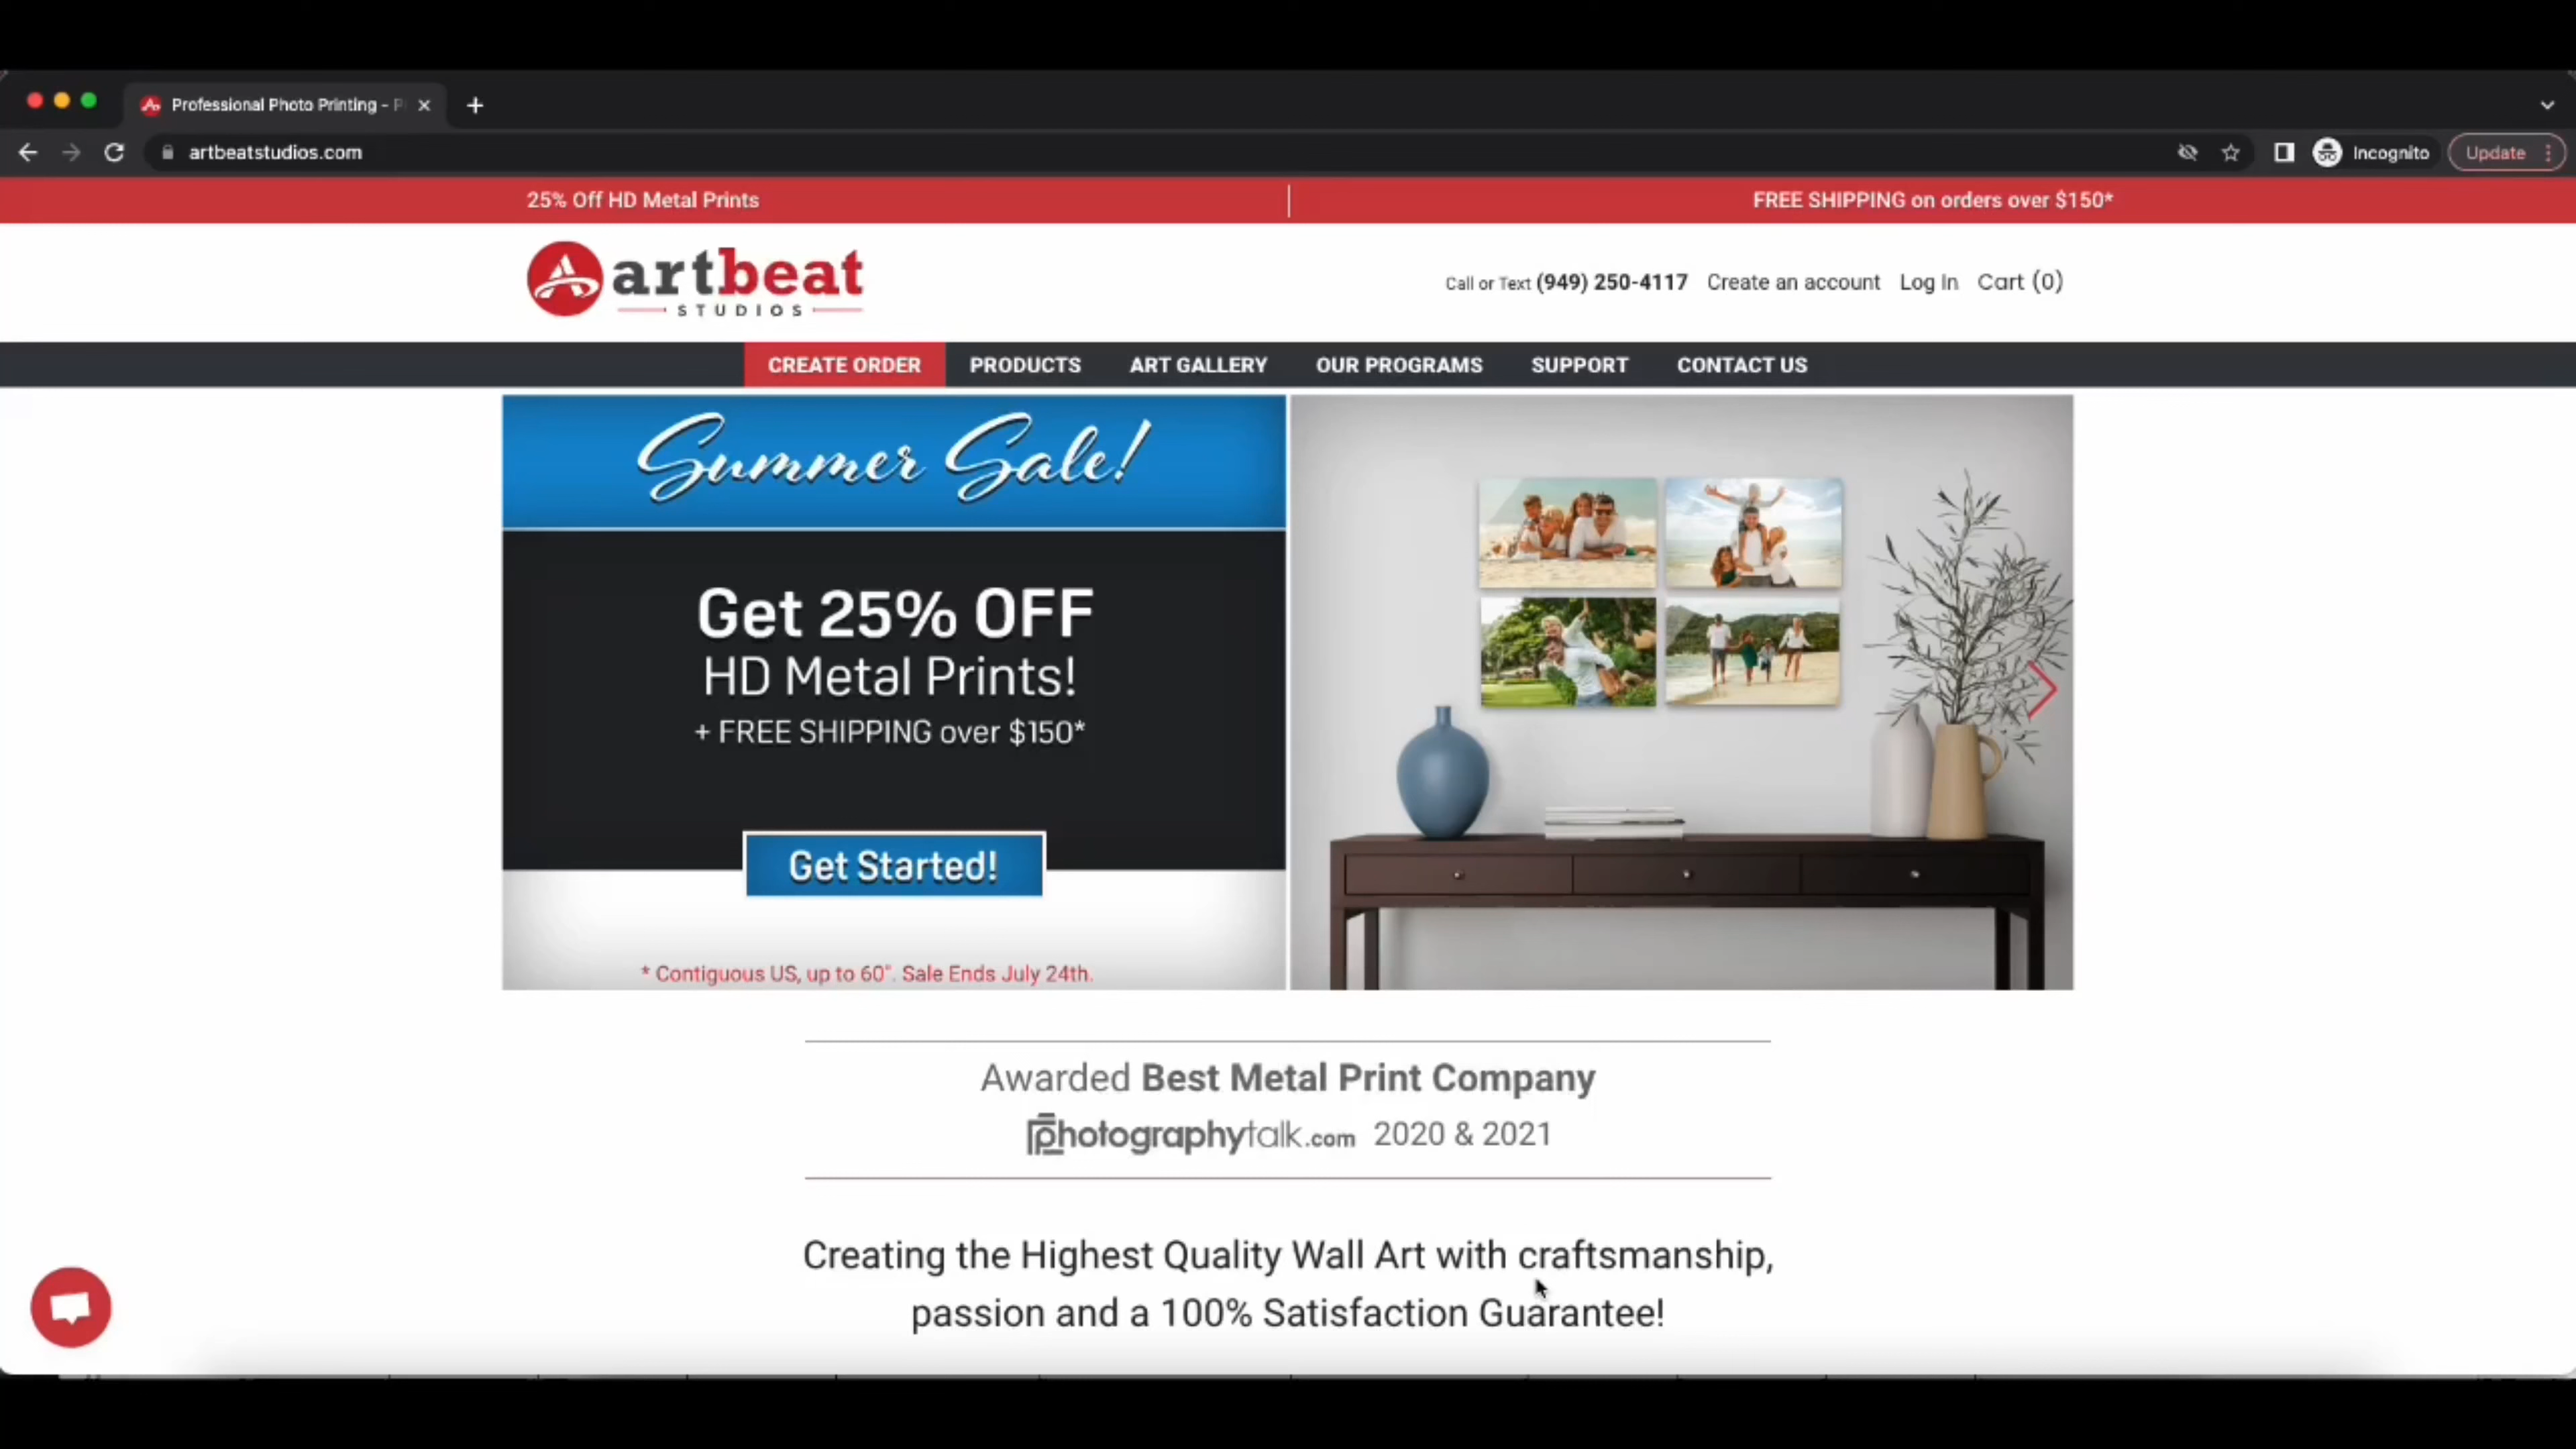 Professional Photo Printing - P
artbeatstudios.com
Incognito
Update
25% Off HD Metal Prints
FREE SHIPPING on orders over $150*
artbeat
STUDIOS
Call or Text (949) 250-4117 Create an account Log In Cart (0)
CREATE ORDER PRODUCTS ART GALLERY OUR PROGRAMS SUPPORT CONTACT US
Summer Sale!
Get 25% OFF
HD Metal Prints!
+ FREE SHIPPING over $150*
Get Started!
* Contiguous US, up to 60". Sale Ends July 24th.
Awarded Best Metal Print Company
photographytalk.com 2020 & 2021
Creating the Highest Quality Wall Art with craftsmanship,
passion and a 100% Satisfaction Guarantee!